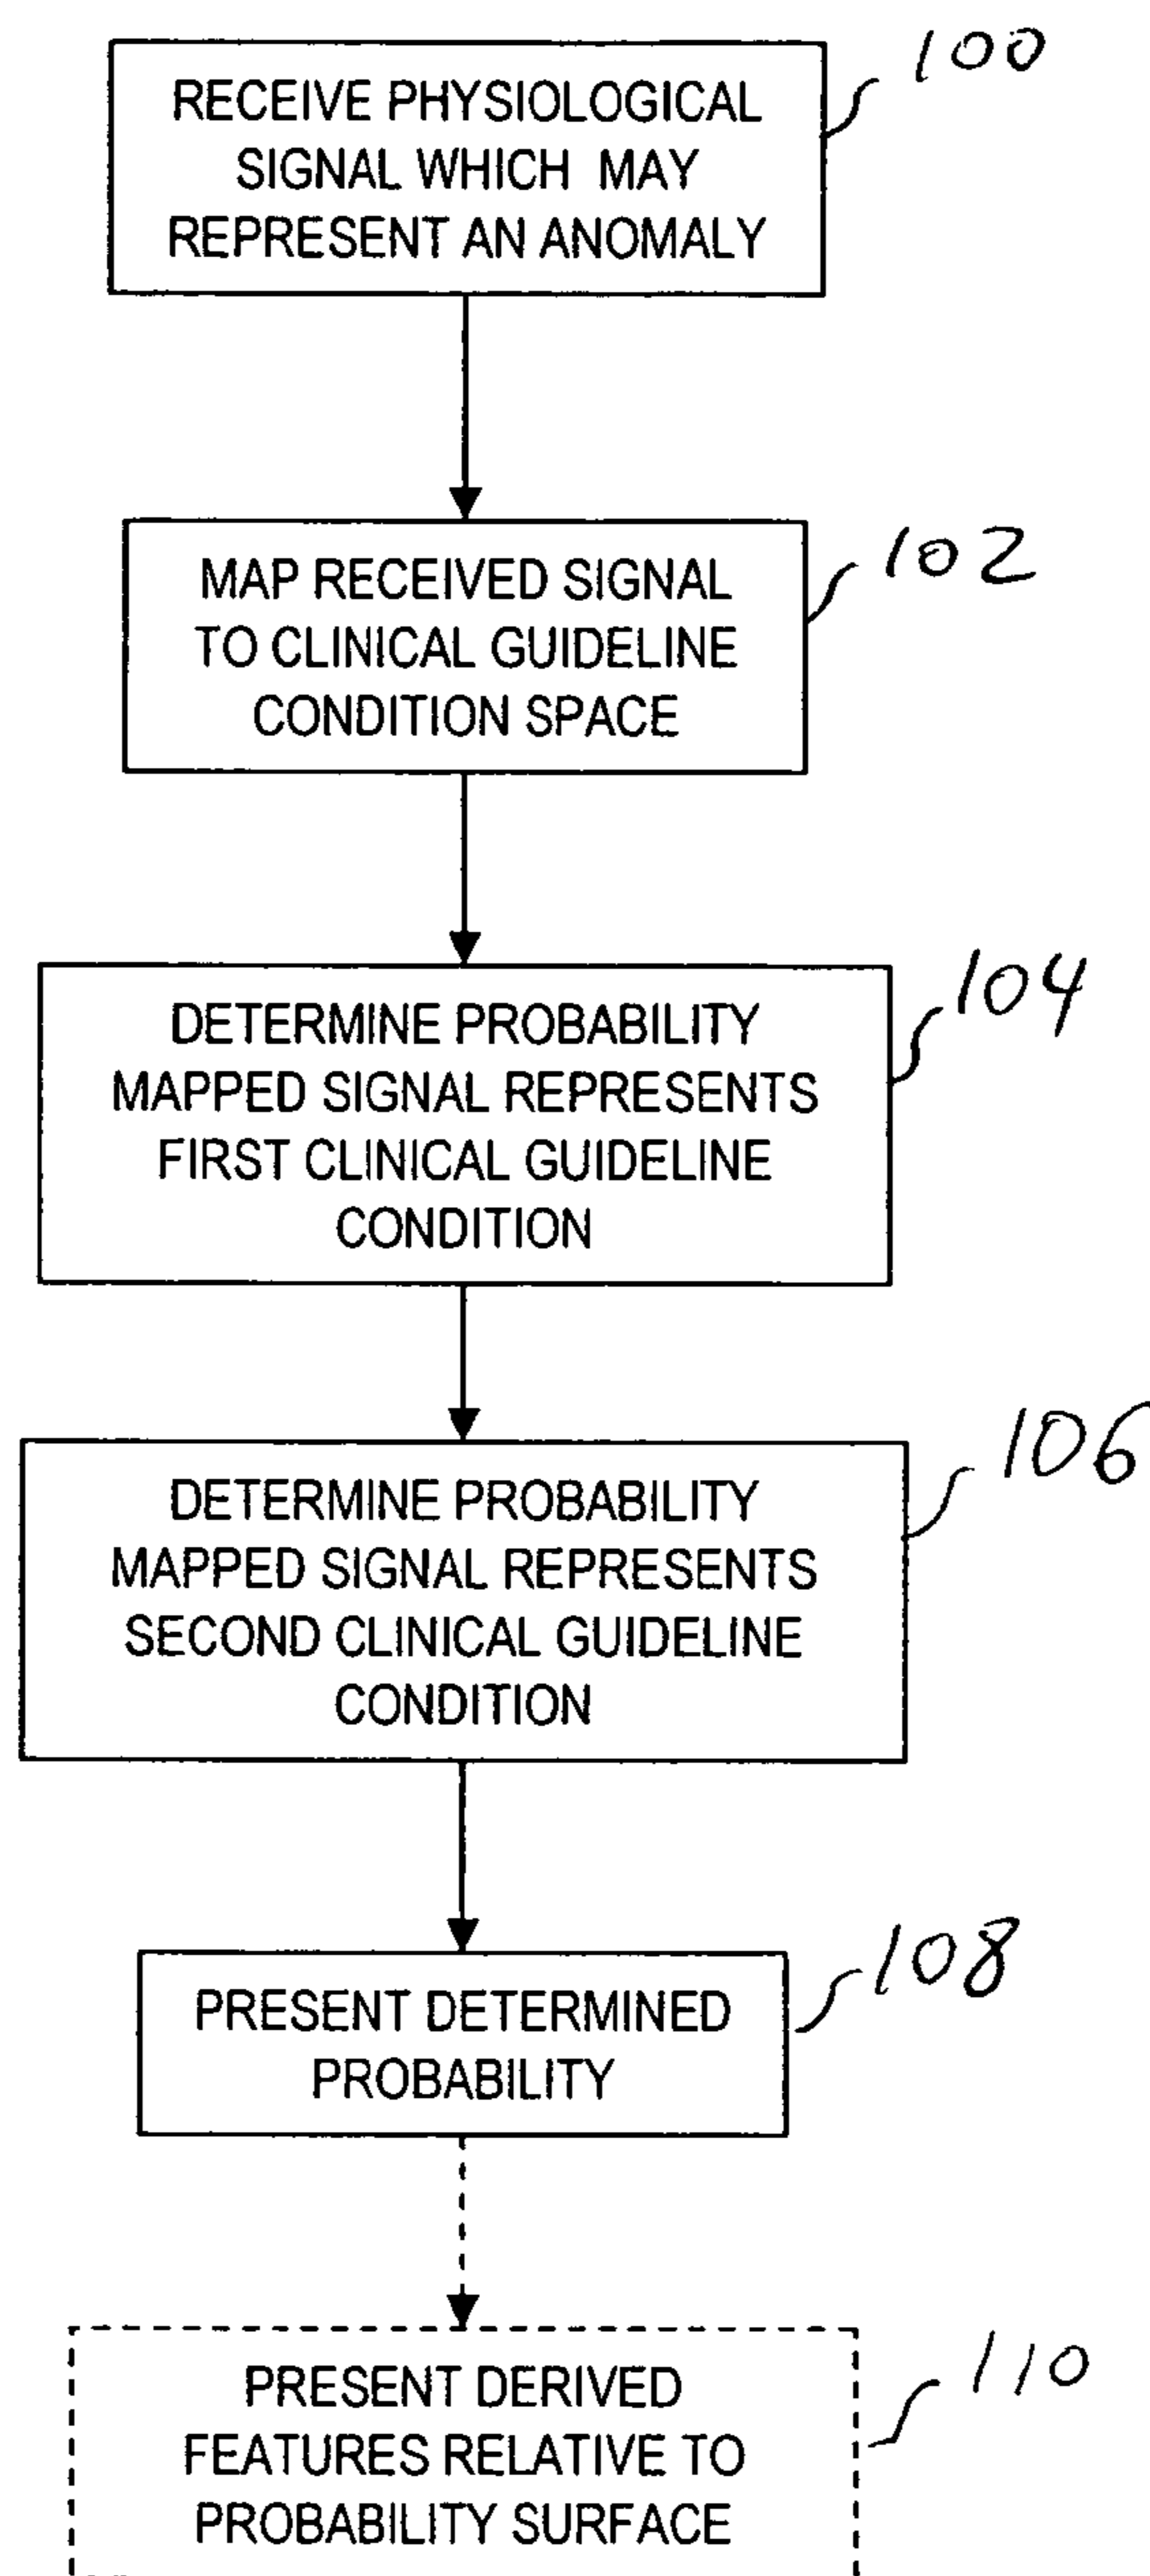 RECEIVE PHYSIOLOGICAL
SIGNAL WHICH MAY
REPRESENT AN ANOMALY
100
MAP RECEIVED SIGNAL
TO CLINICAL GUIDELINE
CONDITION SPACE
102
DETERMINE PROBABILITY
MAPPED SIGNAL REPRESENTS
FIRST CLINICAL GUIDELINE
CONDITION
104
DETERMINE PROBABILITY
MAPPED SIGNAL REPRESENTS
SECOND CLINICAL GUIDELINE
CONDITION
106
PRESENT DETERMINED
PROBABILITY
108
PRESENT DERIVED
FEATURES RELATIVE TO
PROBABILITY SURFACE
110